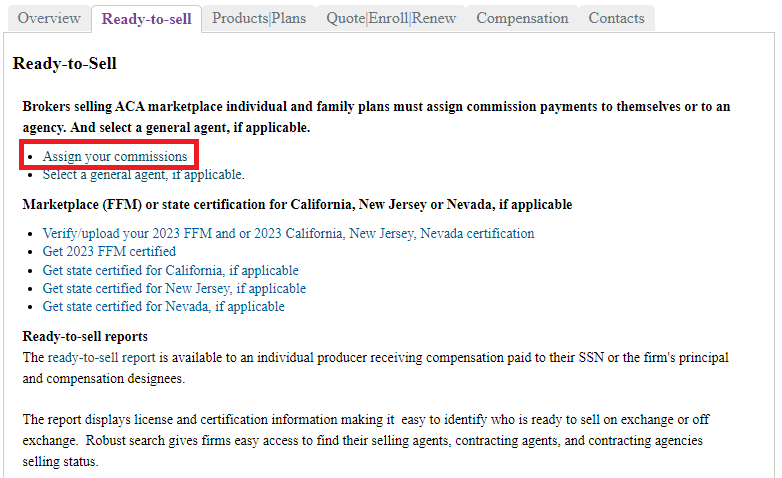 Overview Ready-to-sell Products|Plans Quote|Enroll|Renew Compensation Contacts
Ready-to-Sell
Brokers selling ACA marketplace individual and family plans must assign commission payments to themselves or to an
agency. And select a general agent, if applicable.
• Assign your commissions
• Select a general agent, if applicable.
Marketplace (FFM) or state certification for California, New Jersey or Nevada, if applicable
• Verify/upload your 2023 FFM and or 2023 California, New Jersey, Nevada certification
• Get 2023 FFM certified
• Get state certified for California, if applicable
• Get state certified for New Jersey, if applicable
• Get state certified for Nevada, if applicable
Ready-to-sell reports
The ready-to-sell report is available to an individual producer receiving compensation paid to their SSN or the firm's principal
and compensation designees.
The report displays license and certification information making it easy to identify who is ready to sell on exchange or off
exchange. Robust search gives firms easy access to find their selling agents, contracting agents, and contracting agencies
selling status.